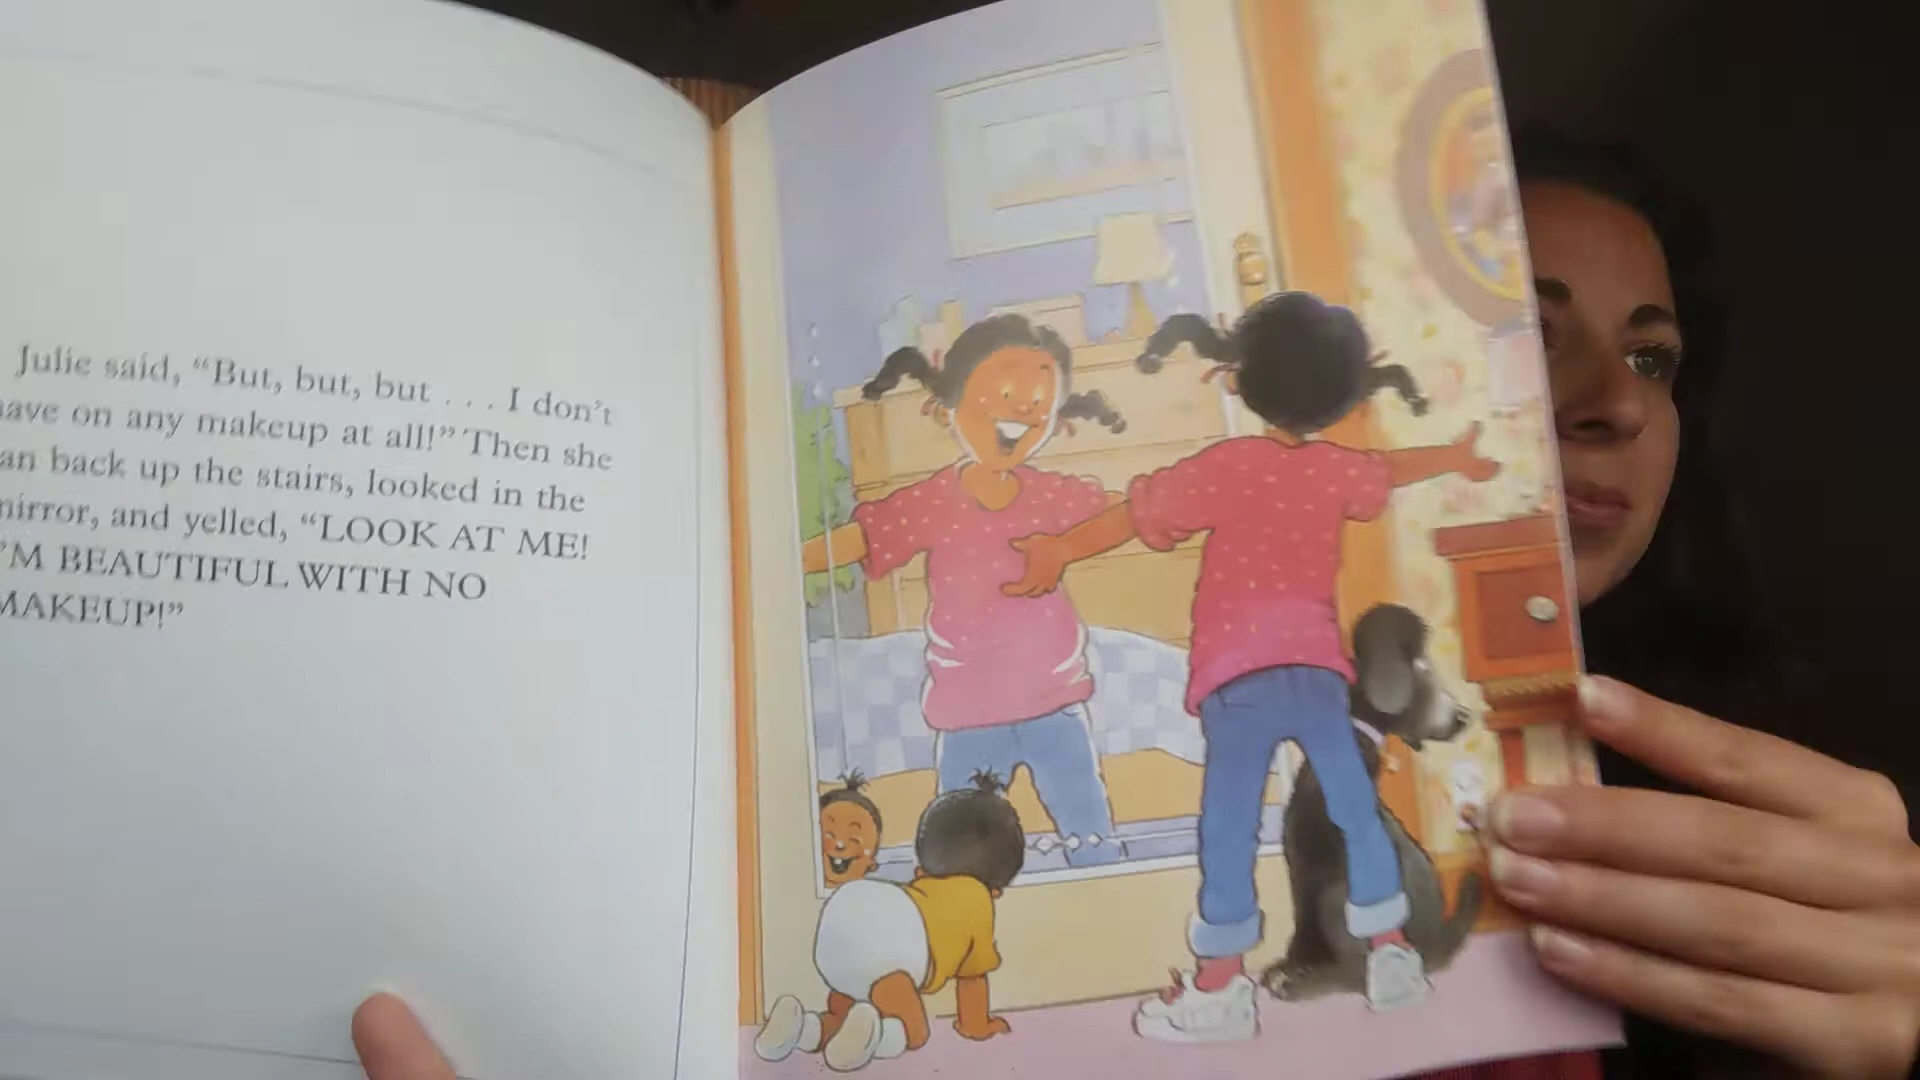 Julie said, “But, but, but . . . I don’t
ave on any makeup at all!” Then she
an back up the stairs, looked in the
irror, and yelled, “LOOK AT ME!
’M BEAUTIFUL WITH NO
MAKEUP!”